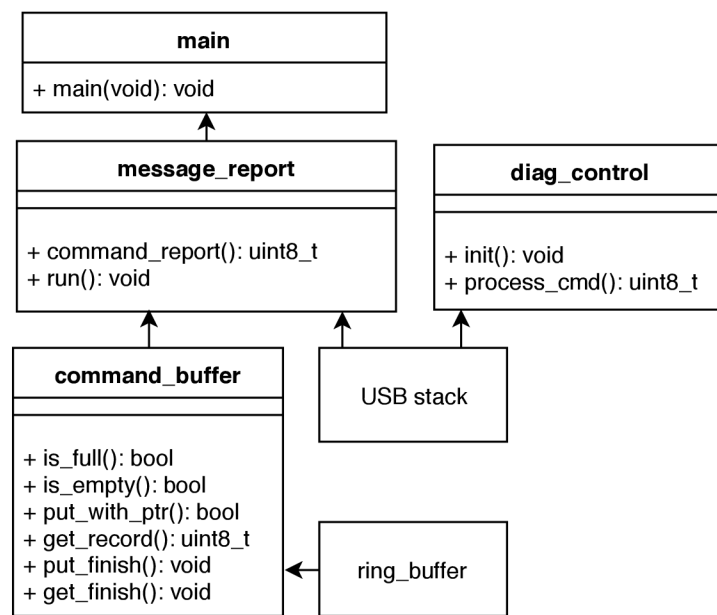 main
+ main(void): void
message_report
+ command_report(): uint8_t
+ run(): void
diag_control
+ init(): void
+ process_cmd(): uint8_t
command_buffer
+ is_full(): bool
+ is_empty(): bool
+ put_with_ptr(): bool
+ get_record(): uint8_t
+ put_finish(): void
+ get_finish(): void
USB stack
ring_buffer